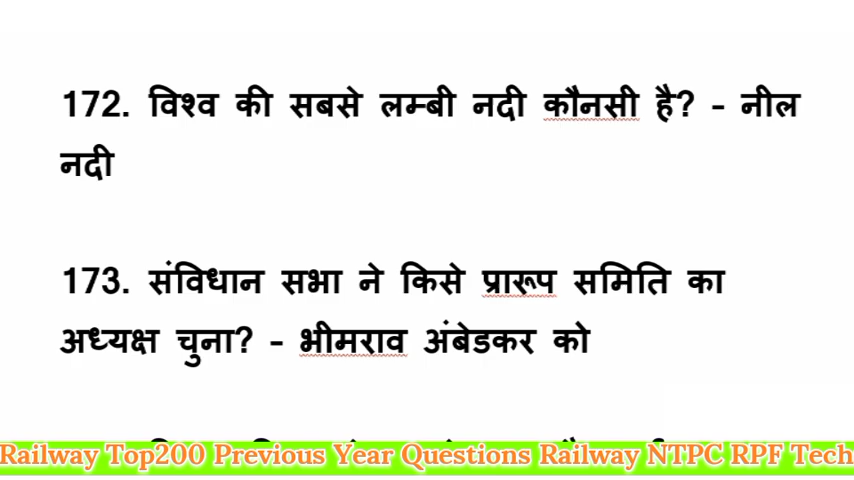 172. विश्व की सबसे लम्बी नदी कौनसी है? - नील
नदी
173. संविधान सभा ने किसे प्रारूप समिति का
अध्यक्ष चुना? - भीमराव अंबेडकर को
Railway Top200 Previous Year Questions Railway NTPC RPF Tech